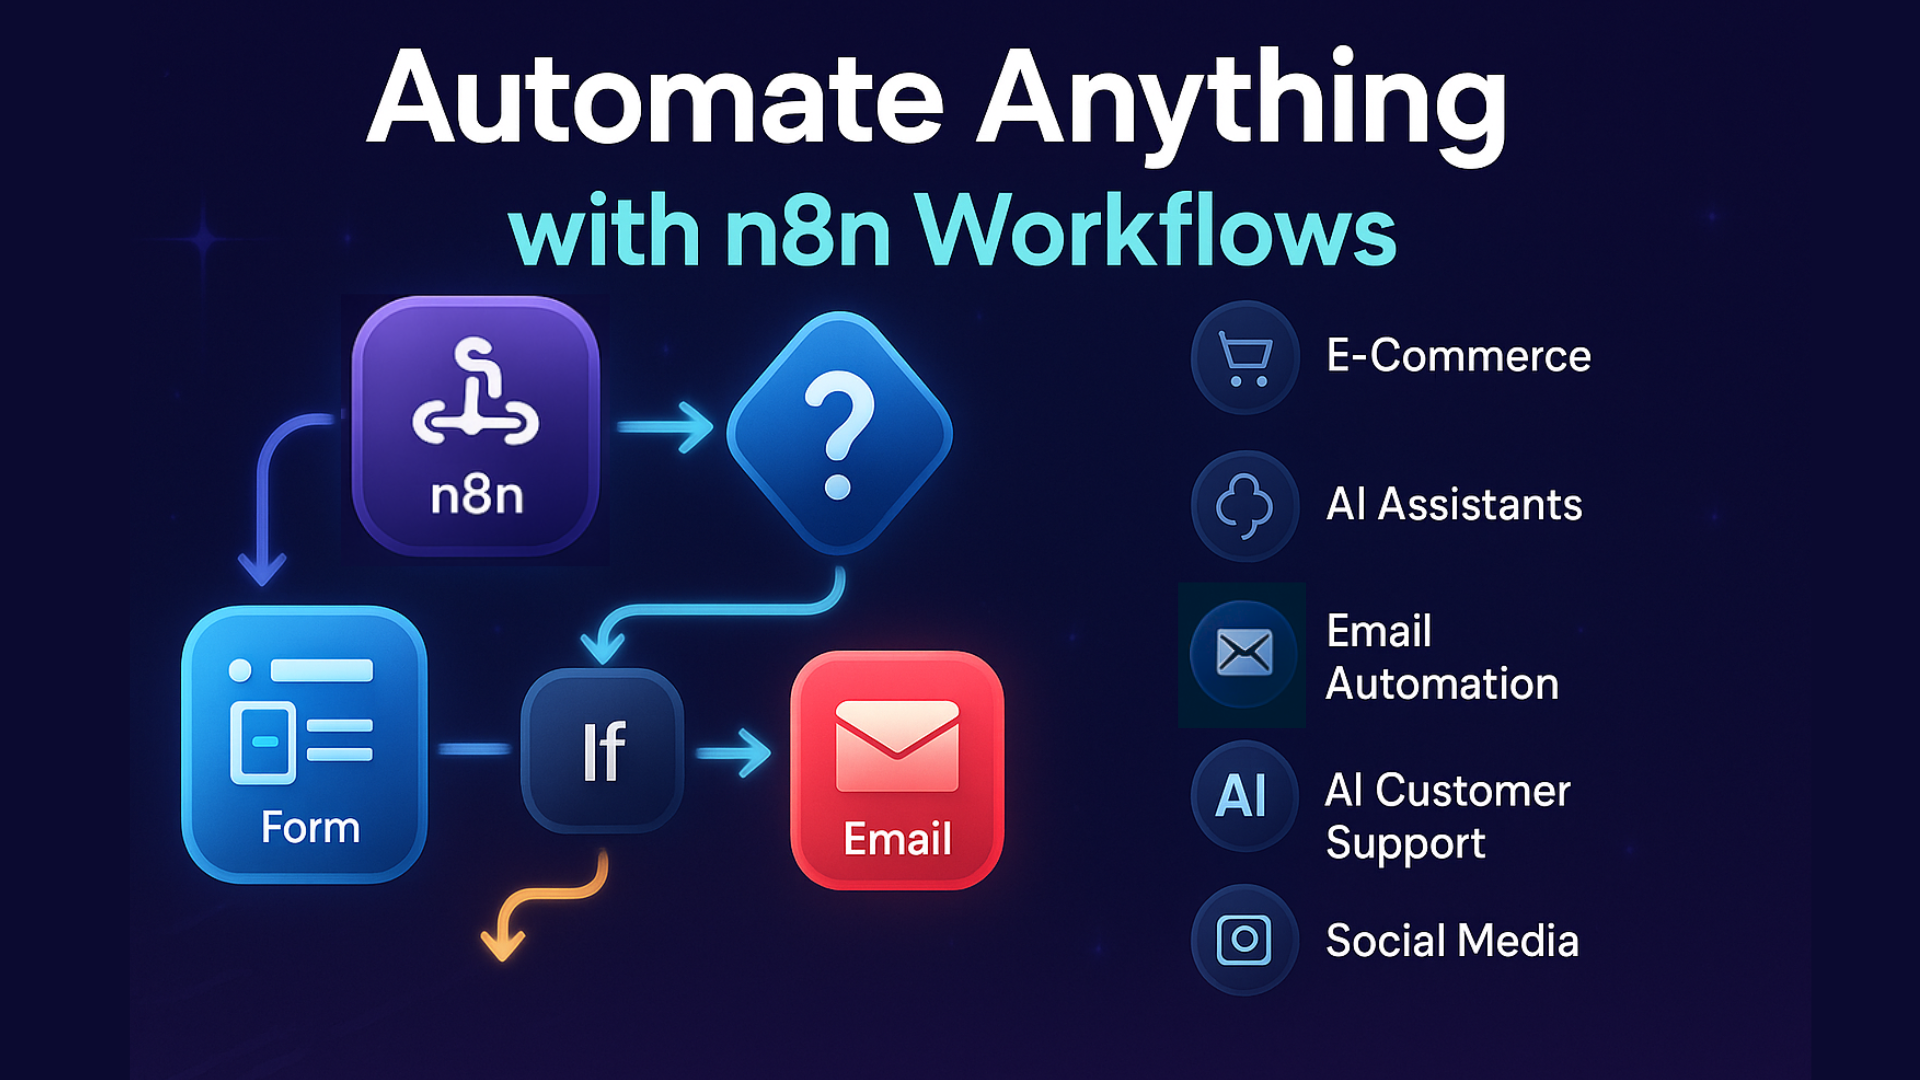 Automate Anything
with n8n Workflows
n8n
?
Form
If
Email
E-Commerce
AI Assistants
Email
Automation
AI
AI Customer
Support
Social Media